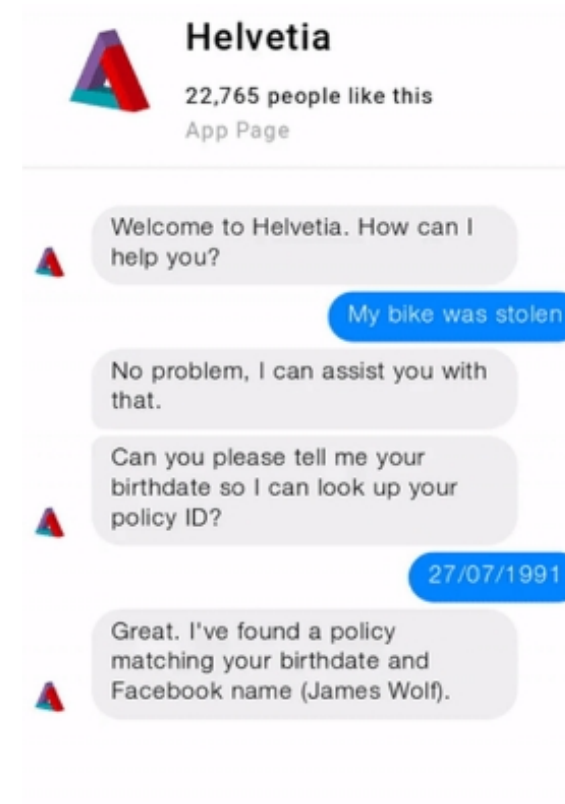 Helvetia
22,765 people like this
App Page
Welcome to Helvetia. How can I
help you?
My bike was stolen
No problem, I can assist you with
that.
Can you please tell me your
birthdate so I can look up your
policy ID?
27/07/1991
Great. I've found a policy
matching your birthdate and
Facebook name (James Wolf).